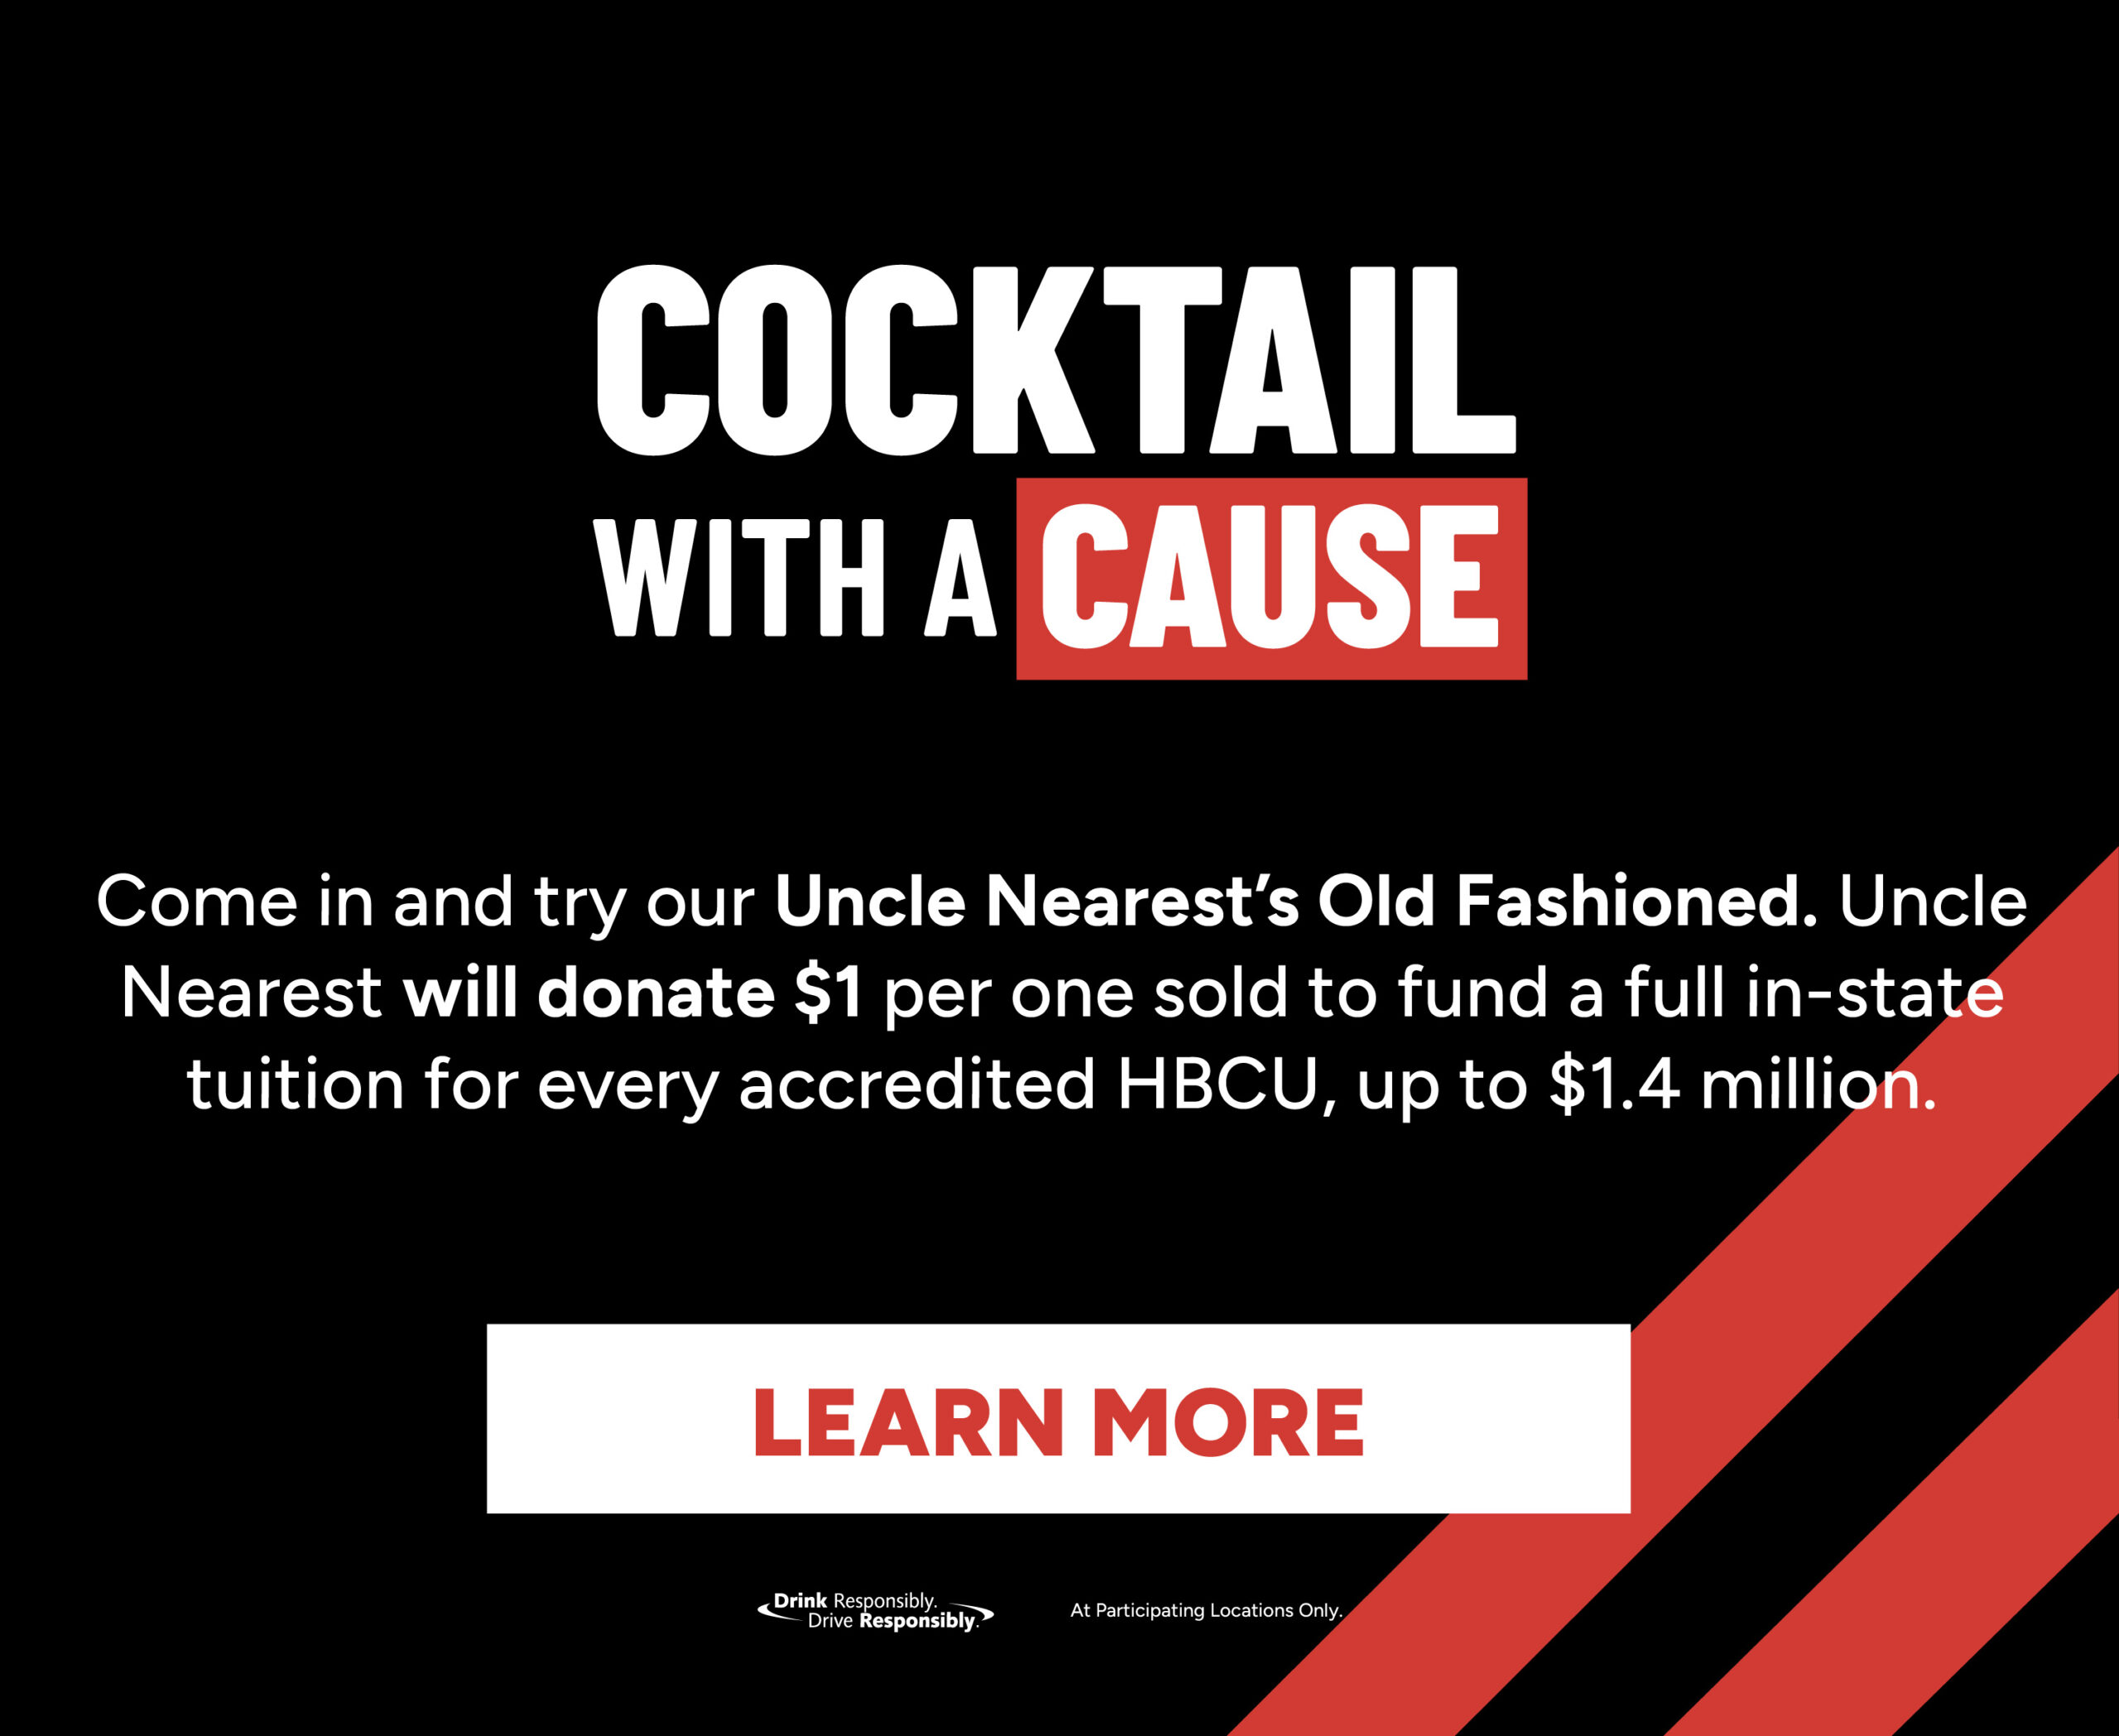 COCKTAIL
WITH A CAUSE
Come in and try our Uncle Nearest's Old Fashioned. Uncle
Nearest will donate $1 per one sold to fund a full in-state
tuition for every accredited HBCU, up to $1.4 million.
LEARN MORE
Drink Responsibly.
Drive Responsibly.
At Participating Locations Only.